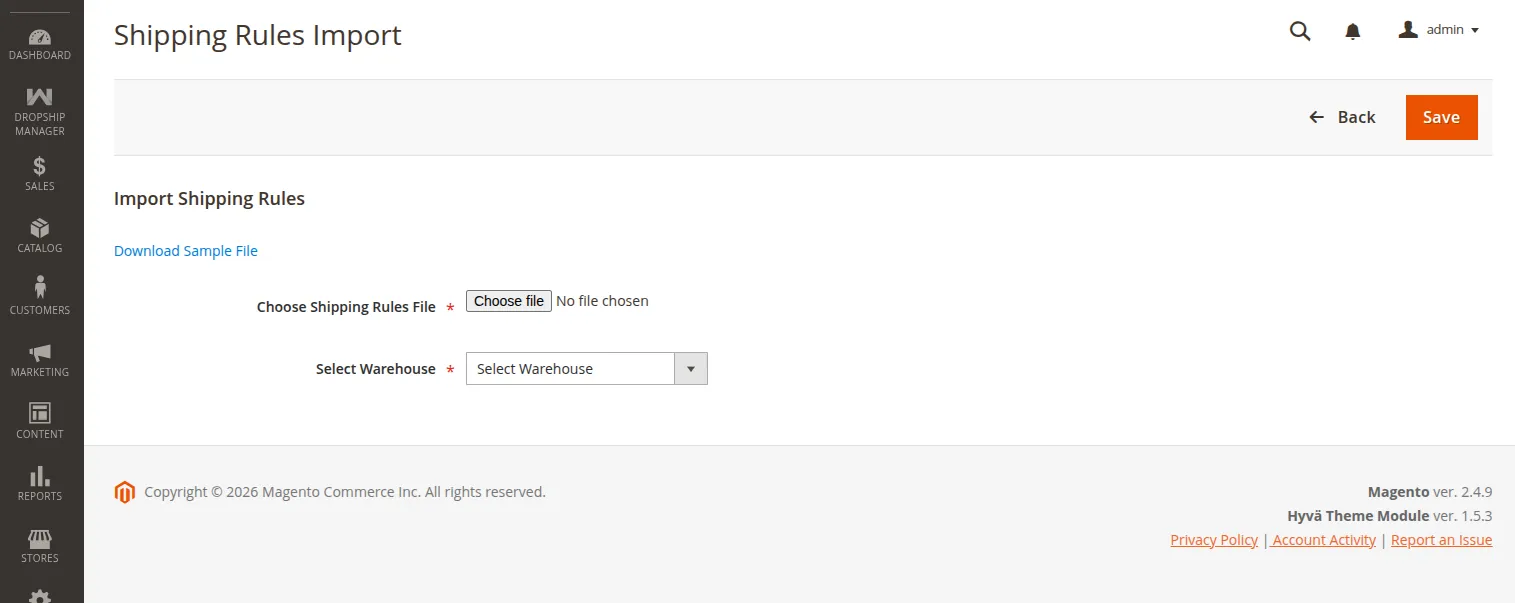 Shipping Rules Import
admin
DASHBOARD
DROPSHIP
MANAGER
SALES
CATALOG
CUSTOMERS
MARKETING
CONTENT
REPORTS
STORES
Back
Save
Import Shipping Rules
Download Sample File
Choose Shipping Rules File * Choose file No file chosen
Select Warehouse * Select Warehouse
Copyright © 2026 Magento Commerce Inc. All rights reserved.
Magento ver. 2.4.9
Hyvä Theme Module ver. 1.5.3
Privacy Policy | Account Activity | Report an Issue